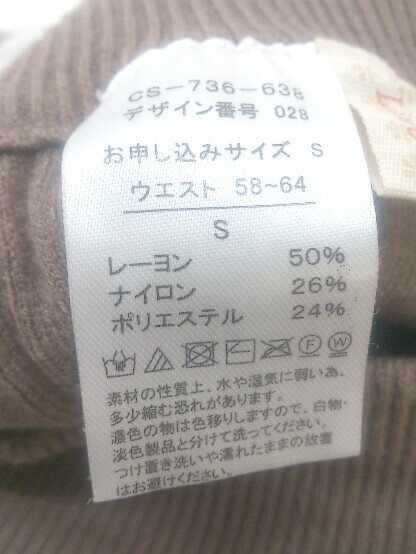 CS-736-638
デザイン番号 028
お申し込みサイズ S
ウエスト 58~64
S
レーヨン 50%
ナイロン 26%
ポリエステル 24%
F W
素材の性質上、水や湿気に弱い為、
多少縮む恐れがあります。
濃色の物は色移りしますので、白物・
淡色製品と分けて洗ってください。
つけ置き洗いや濡れたままの放置
はお避けください。